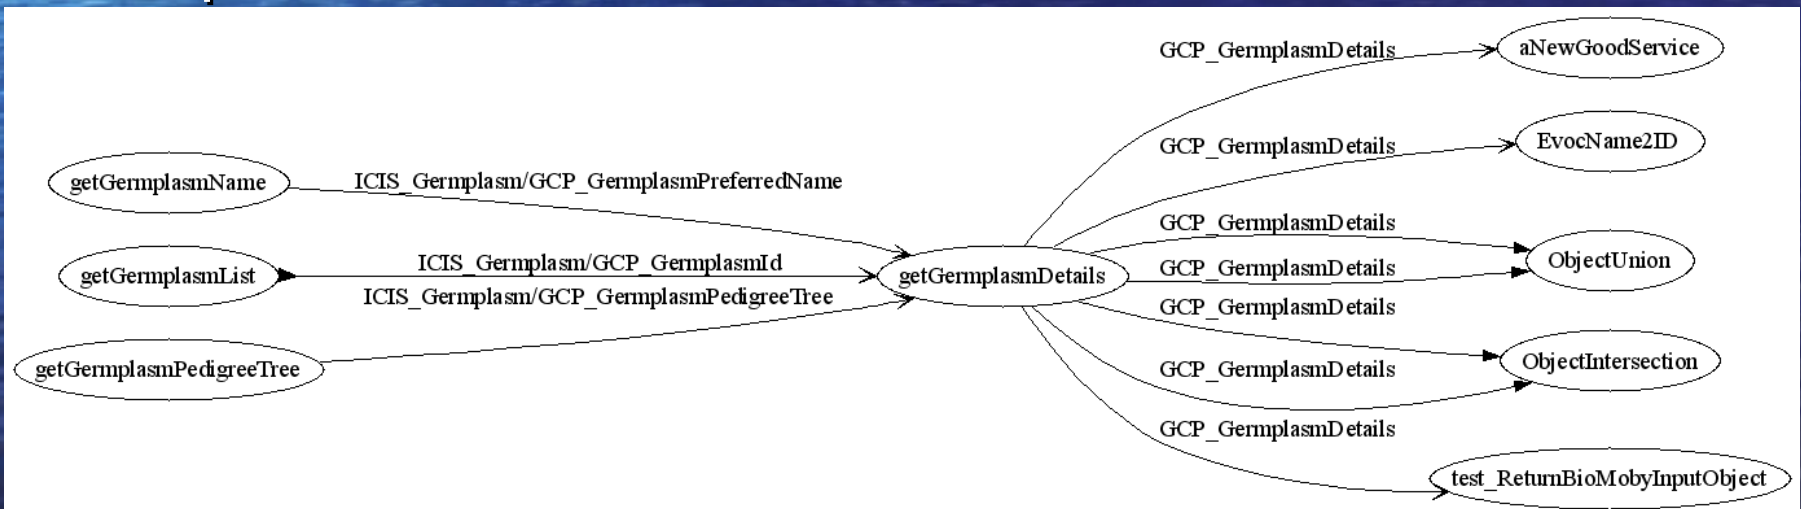 GCP_GermplasmDetails
aNewGoodService
GCP_GermplasmDetails
EvocName2ID
getGermplasmName
ICIS_Germplasm/GCP_GermplasmPreferredName
GCP_GermplasmDetails
getGermplasmList
ICIS_Germplasm/GCP_GermplasmId
getGermplasmDetails
GCP_GermplasmDetails
ObjectUnion
ICIS_Germplasm/GCP_GermplasmPedigreeTree
GCP_GermplasmDetails
getGermplasmPedigreeTree
GCP_GermplasmDetails
ObjectIntersection
GCP_GermplasmDetails
test_ReturnBioMobyInputObject